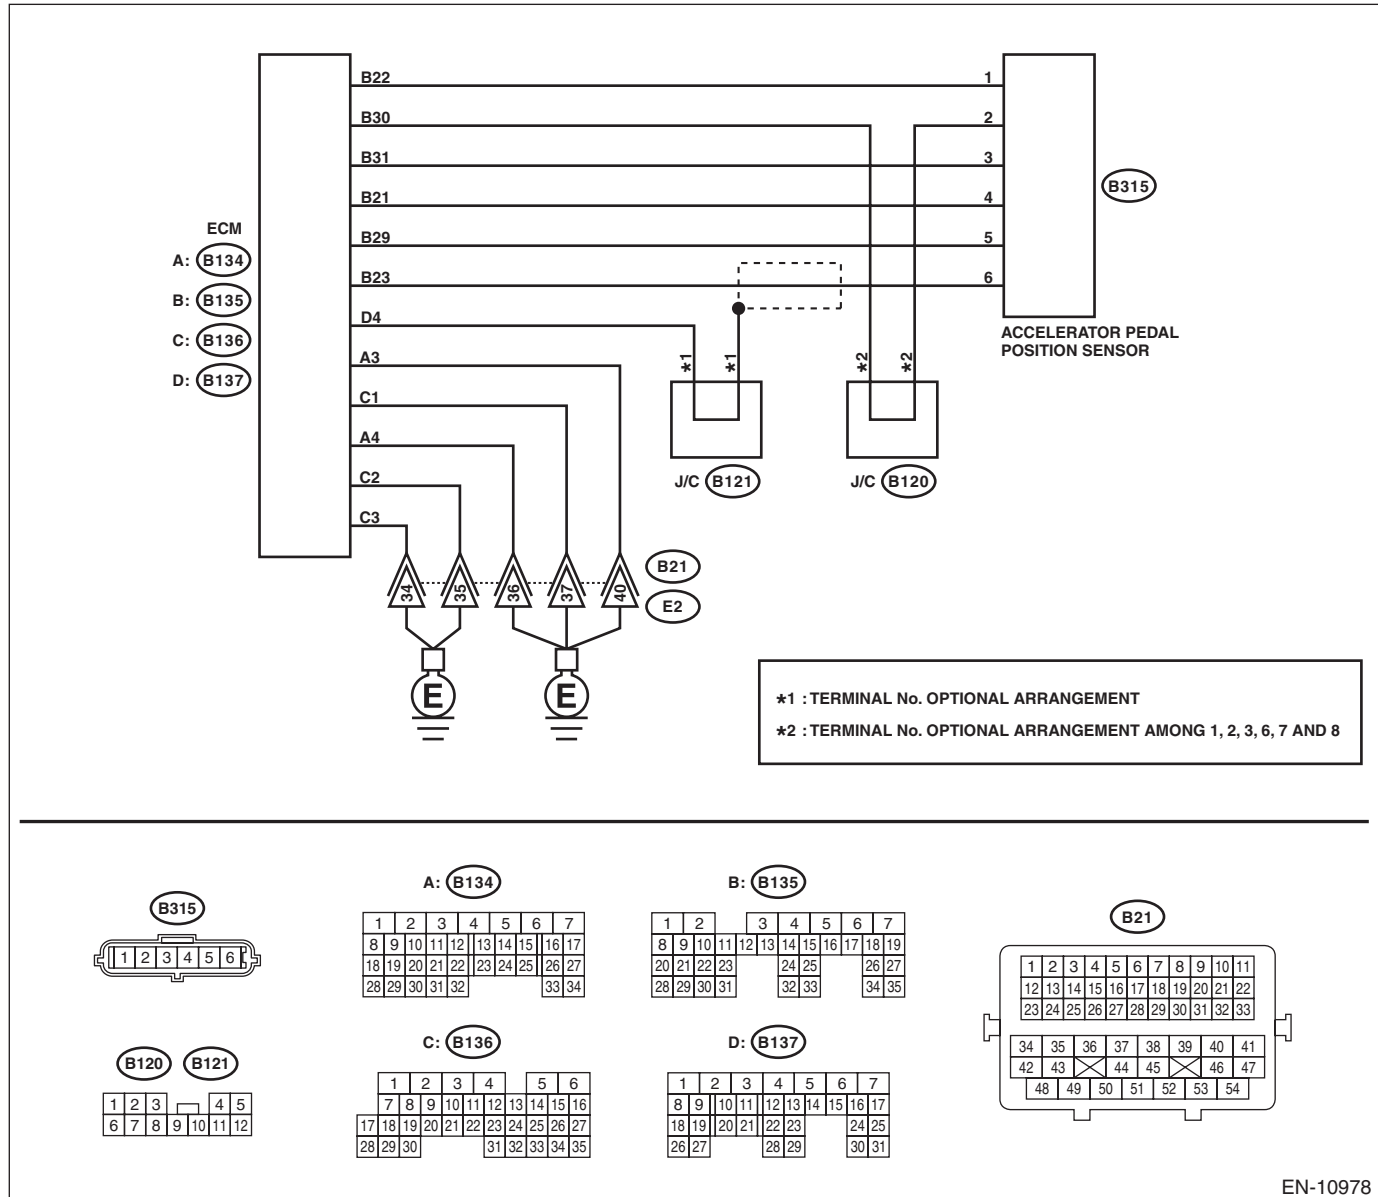 B22
1
B30
2
B31
3
B21
4
B315
B29
5
ECM
A: B134
B23
6
B: B135
D4
C: B136
ACCELERATOR PEDAL
POSITION SENSOR
A3
*1
*1
*2
*2
D: B137
C1
A4
C2
J/C B121
J/C B120
C3
34
35
36
37
40
B21
E2
E
E
*1 : TERMINAL No. OPTIONAL ARRANGEMENT
*2 : TERMINAL No. OPTIONAL ARRANGEMENT AMONG 1, 2, 3, 6, 7 AND 8
B315
1 2 3 4 5 6
A: B134
1 2 3 4 5 6 7
8 9 10 11 12 13 14 15 16 17
18 19 20 21 22 23 24 25 26 27
28 29 30 31 32 33 34
B: B135
1 2 3 4 5 6 7
8 9 10 11 12 13 14 15 16 17 18 19
20 21 22 23 24 25 26 27
28 29 30 31 32 33 34 35
B21
1 2 3 4 5 6 7 8 9 10 11
12 13 14 15 16 17 18 19 20 21 22
23 24 25 26 27 28 29 30 31 32 33
34 35 36 37 38 39 40 41
42 43 44 45 46 47
48 49 50 51 52 53 54
B120 B121
1 2 3 4 5
6 7 8 9 10 11 12
C: B136
1 2 3 4 5 6
7 8 9 10 11 12 13 14 15 16
17 18 19 20 21 22 23 24 25 26 27
28 29 30 31 32 33 34 35
D: B137
1 2 3 4 5 6 7
8 9 10 11 12 13 14 15 16 17
18 19 20 21 22 23 24 25
26 27 28 29 30 31
EN-10978